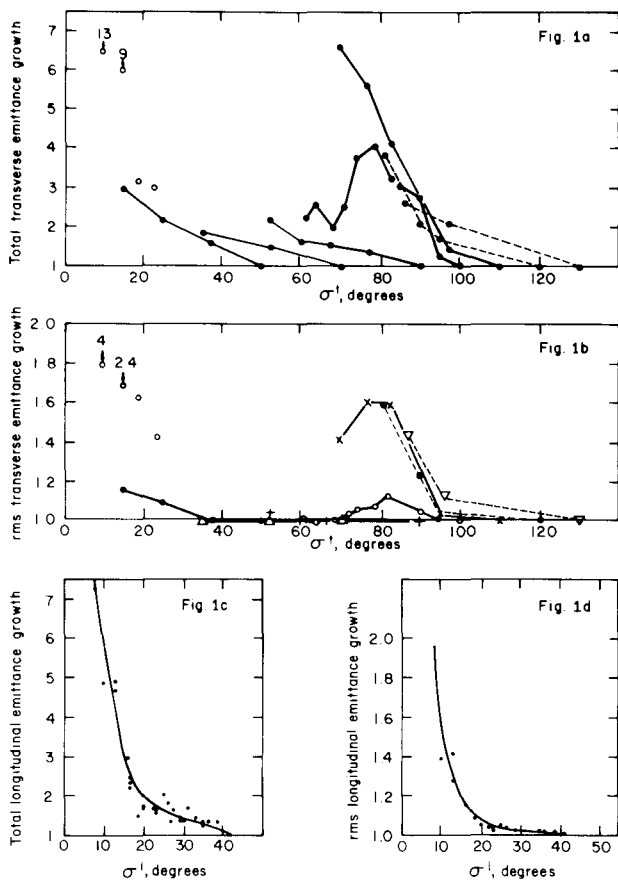 Fig. 1a
Total transverse emittance growth
7
6
5
4
3
2
1
13
9
0 20 40 60 80 100 120
σᵗ, degrees
Fig. 1b
rms transverse emittance growth
2.0
1.8
1.6
1.4
1.2
1.0
4
2.4
0 20 40 60 80 100 120
σᵗ, degrees
Fig. 1c
Total longitudinal emittance growth
7
6
5
4
3
2
1
0 10 20 30 40 50
σˡ, degrees
Fig. 1d
rms longitudinal emittance growth
2.0
1.8
1.6
1.4
1.2
1.0
0 10 20 30 40 50
σˡ, degrees